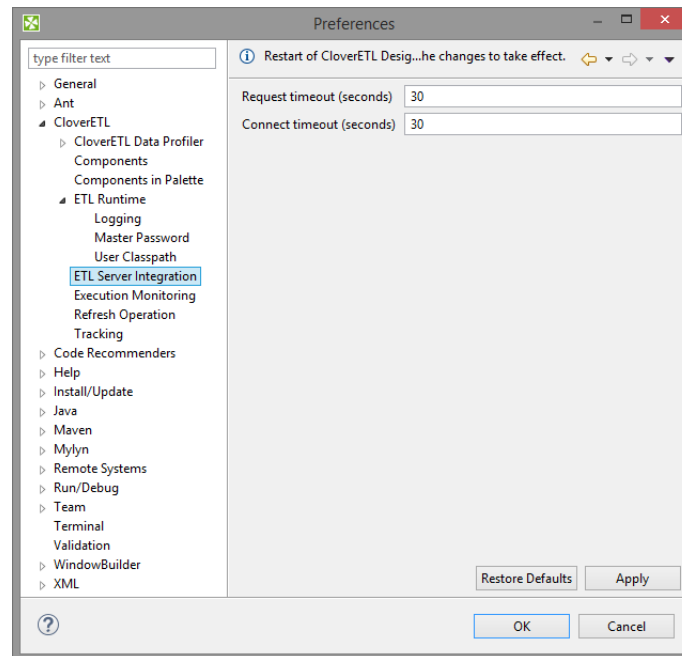 Preferences
type filter text
Restart of CloverETL Desig...he changes to take effect.
General
Ant
CloverETL
CloverETL Data Profiler
Components
Components in Palette
ETL Runtime
Logging
Master Password
User Classpath
ETL Server Integration
Execution Monitoring
Refresh Operation
Tracking
Code Recommenders
Help
Install/Update
Java
Maven
Mylyn
Remote Systems
Run/Debug
Team
Terminal
Validation
WindowBuilder
XML
Request timeout (seconds) 30
Connect timeout (seconds) 30
Restore Defaults Apply
OK Cancel